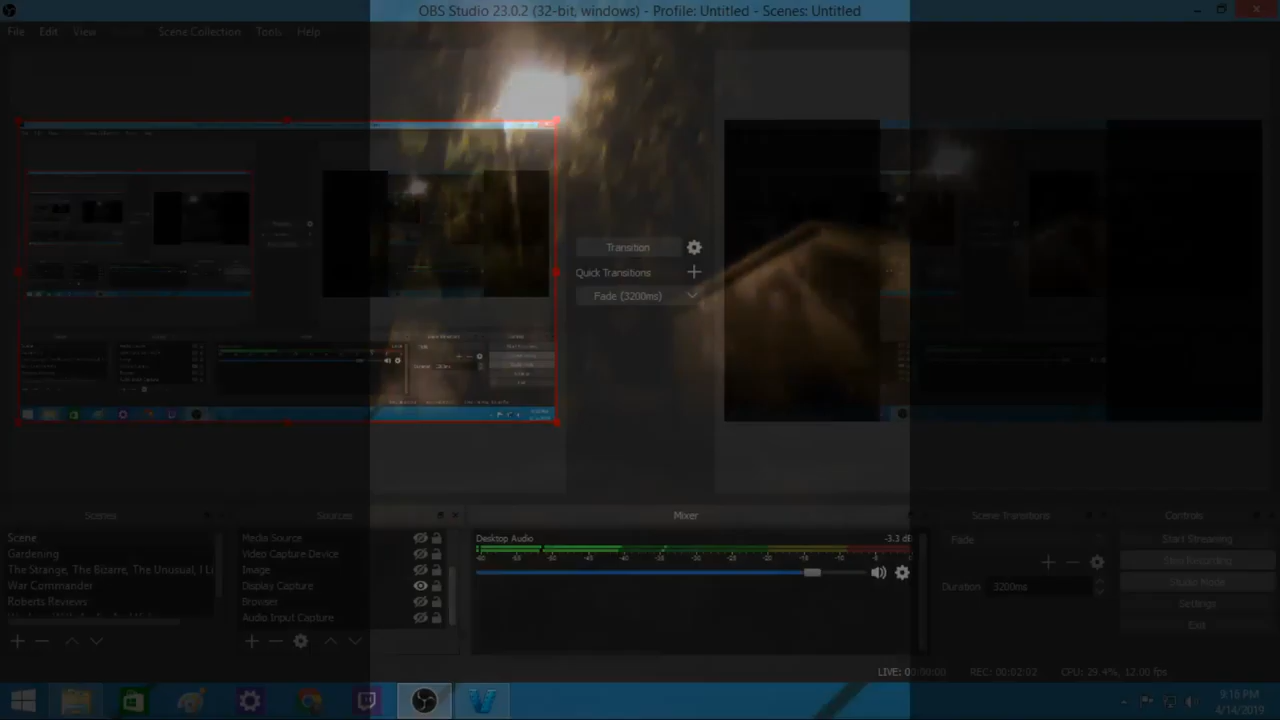 OBS Studio 23.0.2 (32-bit, windows) - Profile: Untitled - Scenes: Untitled
File Edit View Scene Collection Tools Help
Transition
Quick Transitions
Fade (3200ms)
Scenes
Scene
Gardening
The Strange, The Bizarre, The Unusual, I Li
War Commander
Roberts Reviews
Sources
Media Source
Video Capture Device
Image
Display Capture
Browser
Audio Input Capture
Mixer
Desktop Audio
-3.3 dB
Scene Transitions
Fade
Duration 3200ms
Controls
Start Streaming
Stop Recording
Studio Mode
Settings
Exit
LIVE: 00:00:00 REC: 00:02:02 CPU: 29.4%, 12.00 fps
9:16 PM
4/14/2019